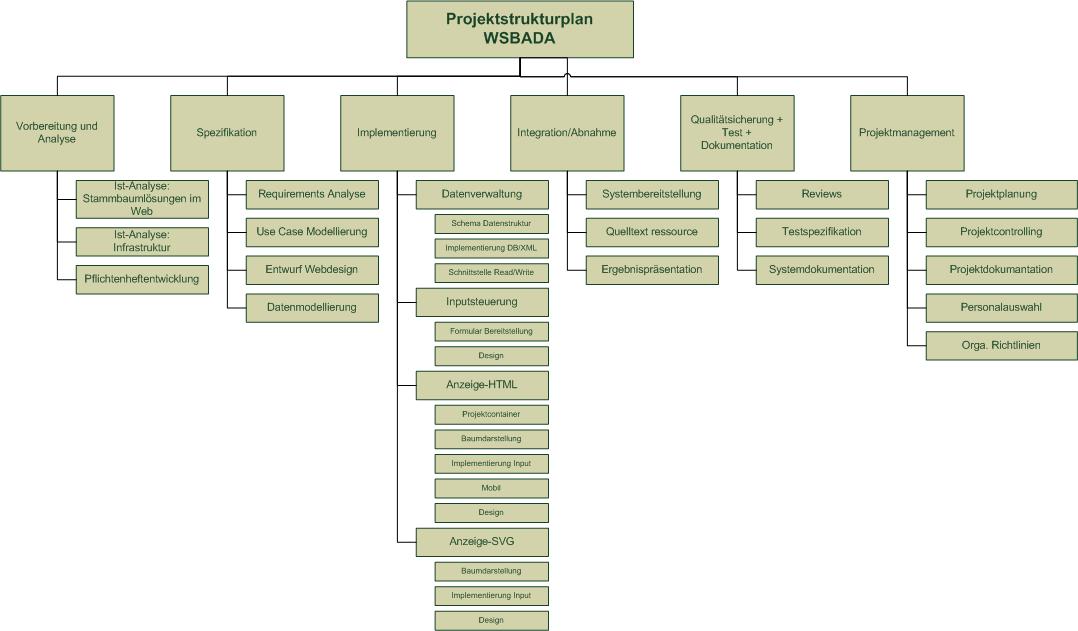 Projektstrukturplan
WSBADA
Vorbereitung und
Analyse
Ist-Analyse:
Stammbaumlösungen im
Web
Ist-Analyse:
Infrastruktur
Pflichtenheftentwicklung
Spezifikation
Requirements Analyse
Use Case Modellierung
Entwurf Webdesign
Datenmodellierung
Implementierung
Datenverwaltung
Schema Datenstruktur
Implementierung DB/XML
Schnittstelle Read/Write
Inputsteuerung
Formular Bereitstellung
Design
Anzeige-HTML
Projektcontainer
Baumdarstellung
Implementierung Input
Mobil
Design
Anzeige-SVG
Baumdarstellung
Implementierung Input
Design
Integration/Abnahme
Systembereitstellung
Quelltext ressource
Ergebnispräsentation
Qualitätsicherung +
Test +
Dokumentation
Reviews
Testspezifikation
Systemdokumentation
Projektmanagement
Projektplanung
Projektcontrolling
Projektdokumantation
Personalauswahl
Orga. Richtlinien